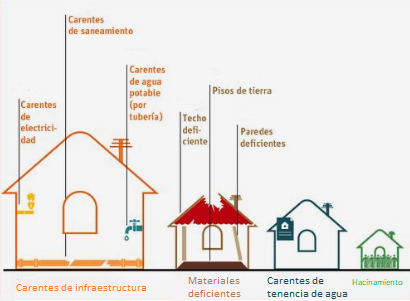 Carentes
de saneamiento
Carentes
de
electrici-
dad
Carentes
de agua
potable
(por
tubería)
Techo
defi-
ciente
Pisos de tierra
Paredes
deficientes
Carentes de infraestructura
Materiales
deficientes
Carentes de
tenencia de agua
Hacinamiento